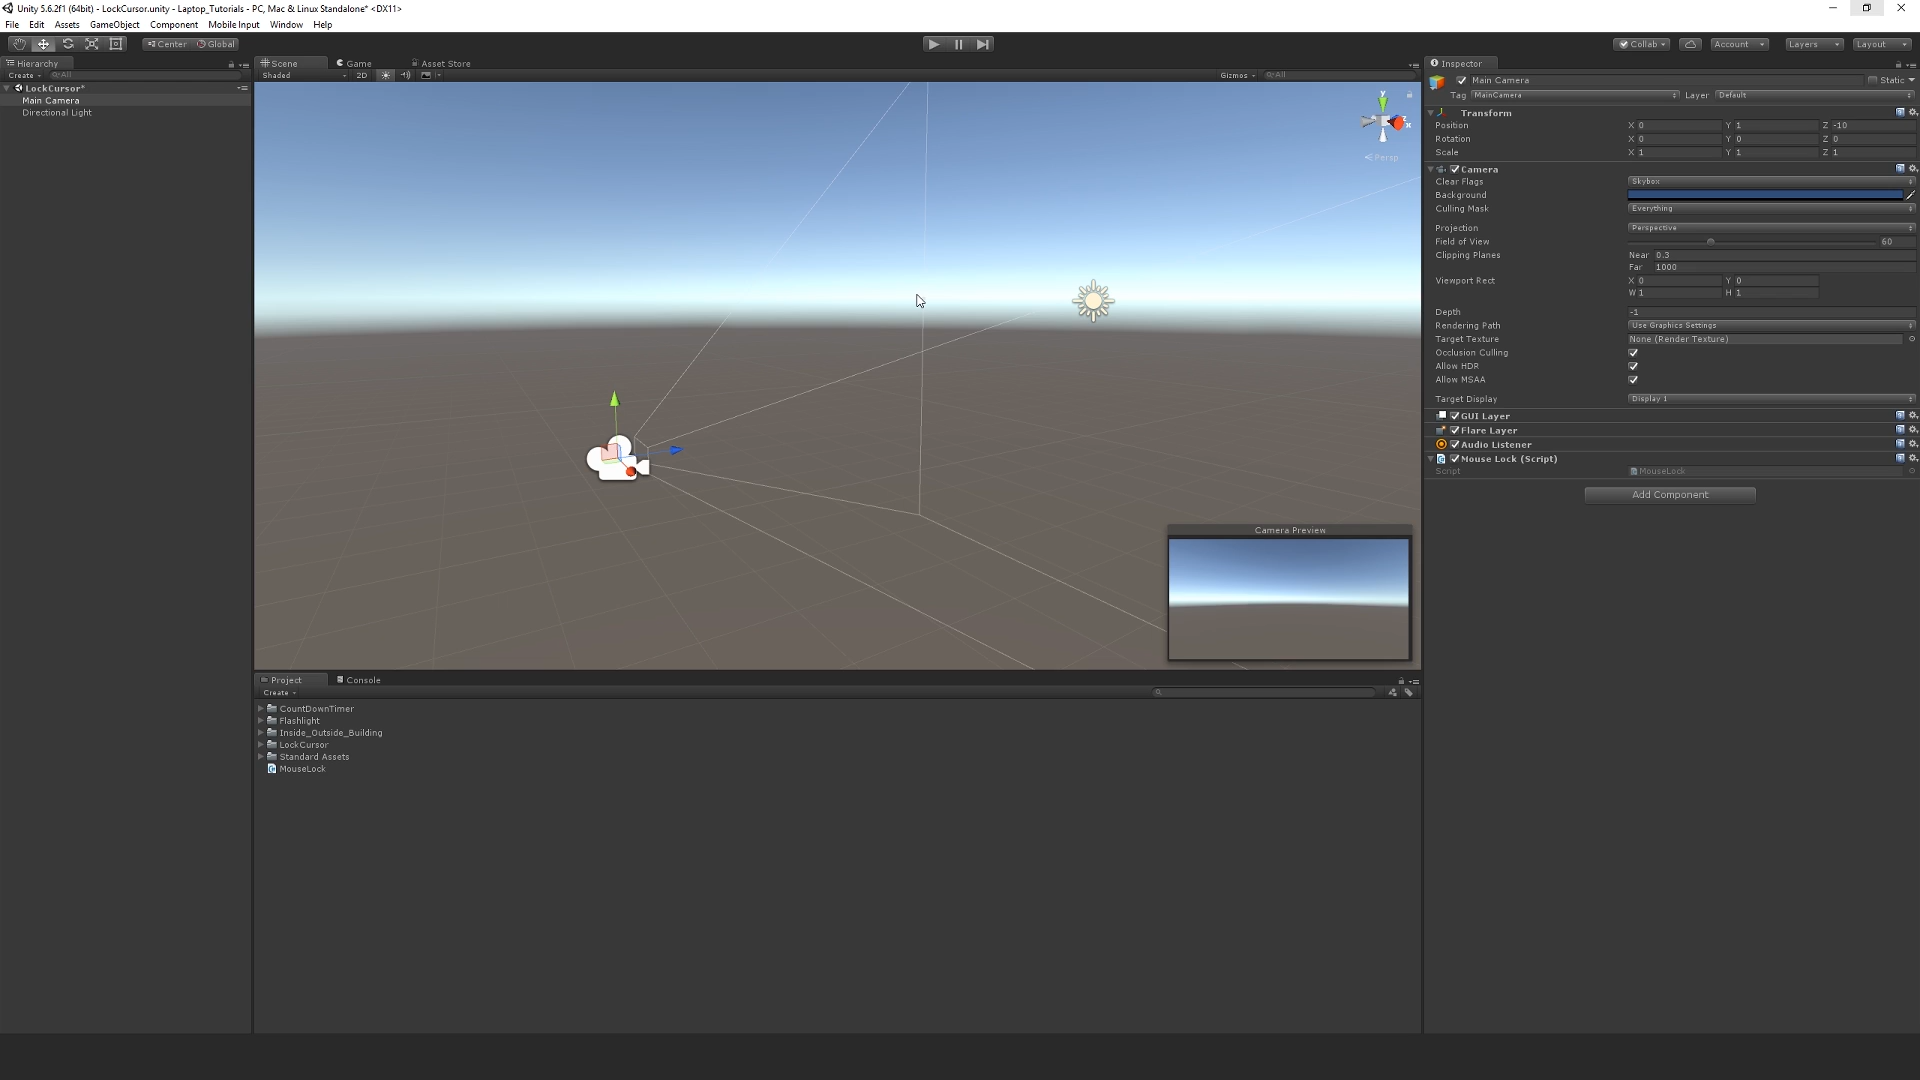 Unity 5.6.2f1 (64bit) - LockCursor.unity - Laptop_Tutorials - PC, Mac & Linux Standalone* <DX11>
File Edit Assets GameObject Component Mobile Input Window Help
Center Global
Collab Account Layers Layout
Hierarchy
Create All
LockCursor*
Main Camera
Directional Light
Scene Game Asset Store
Shaded 2D Gizmos All
y
x
Persp
Camera Preview
Project Console
Create
CountDownTimer
Flashlight
Inside_Outside_Building
LockCursor
Standard Assets
MouseLock
Inspector
Main Camera Static
Tag MainCamera Layer Default
Transform
Position X 0 Y 1 Z -10
Rotation X 0 Y 0 Z 0
Scale X 1 Y 1 Z 1
Camera
Clear Flags Skybox
Background
Culling Mask Everything
Projection Perspective
Field of View 60
Clipping Planes Near 0.3
Far 1000
Viewport Rect X 0 Y 0
W 1 H 1
Depth -1
Rendering Path Use Graphics Settings
Target Texture None (Render Texture)
Occlusion Culling
Allow HDR
Allow MSAA
Target Display Display 1
GUI Layer
Flare Layer
Audio Listener
Mouse Lock (Script)
Script MouseLock
Add Component